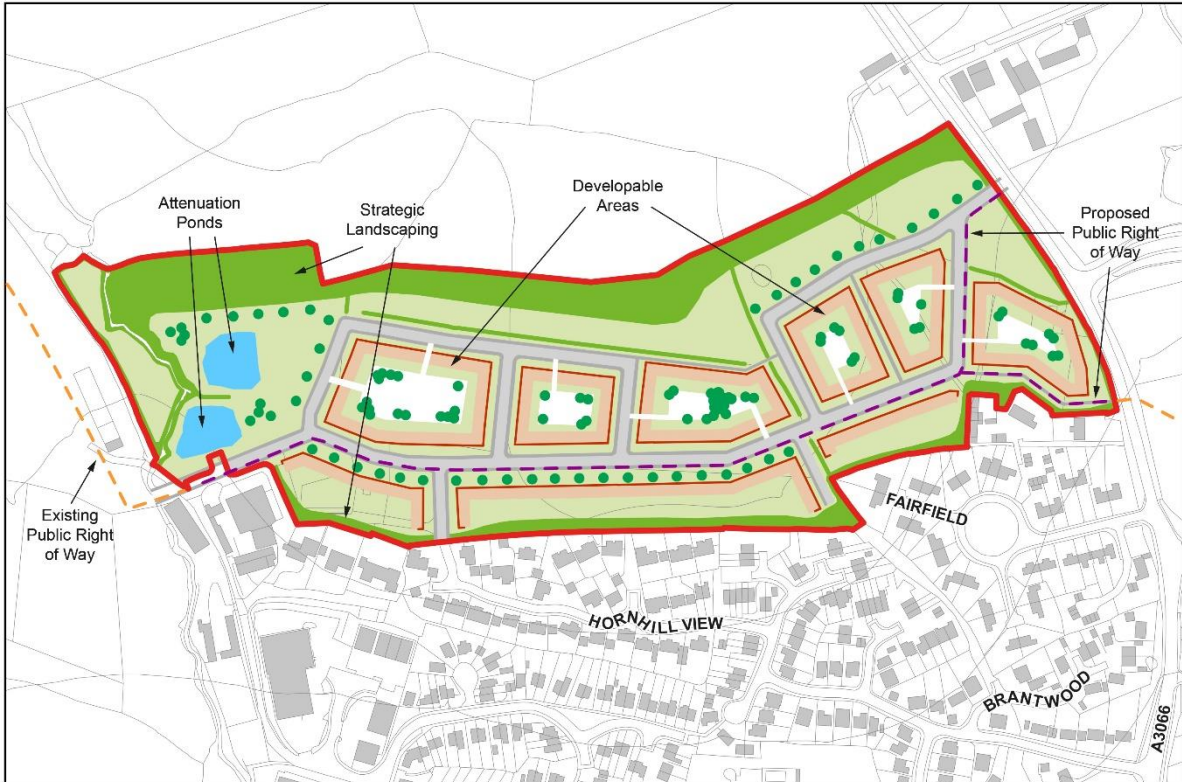 Attenuation
Ponds
Strategic
Landscaping
Developable
Areas
Proposed
Public Right
of Way
Existing
Public Right
of Way
FAIRFIELD
HORNHILL VIEW
BRANTWOOD
A3066